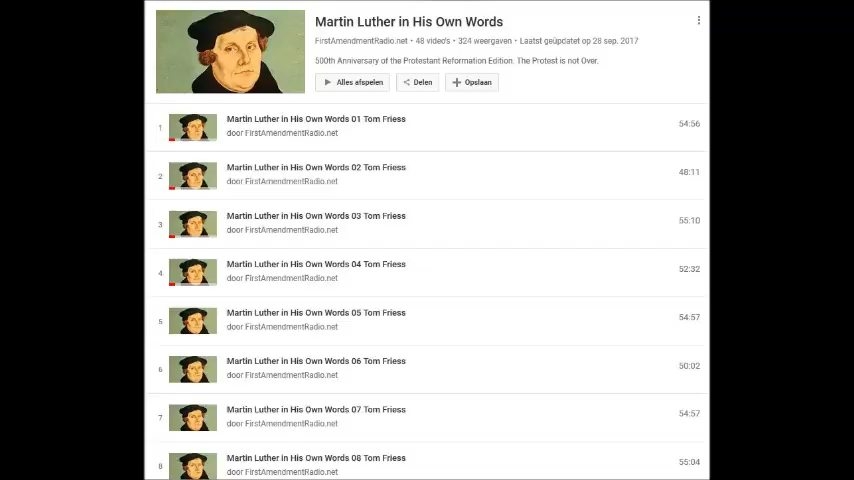 Martin Luther in His Own Words
FirstAmendmentRadio.net • 48 video's • 324 weergaven • Laatst geüpdatet op 28 sep. 2017
500th Anniversary of the Protestant Reformation Edition. The Protest is not Over.
Alles afspelen Delen Opslaan
1 Martin Luther in His Own Words 01 Tom Friess 54:56
door FirstAmendmentRadio.net
2 Martin Luther in His Own Words 02 Tom Friess 48:11
door FirstAmendmentRadio.net
3 Martin Luther in His Own Words 03 Tom Friess 55:10
door FirstAmendmentRadio.net
4 Martin Luther in His Own Words 04 Tom Friess 52:32
door FirstAmendmentRadio.net
5 Martin Luther in His Own Words 05 Tom Friess 54:57
door FirstAmendmentRadio.net
6 Martin Luther in His Own Words 06 Tom Friess 50:02
door FirstAmendmentRadio.net
7 Martin Luther in His Own Words 07 Tom Friess 54:57
door FirstAmendmentRadio.net
8 Martin Luther in His Own Words 08 Tom Friess 55:04
door FirstAmendmentRadio.net